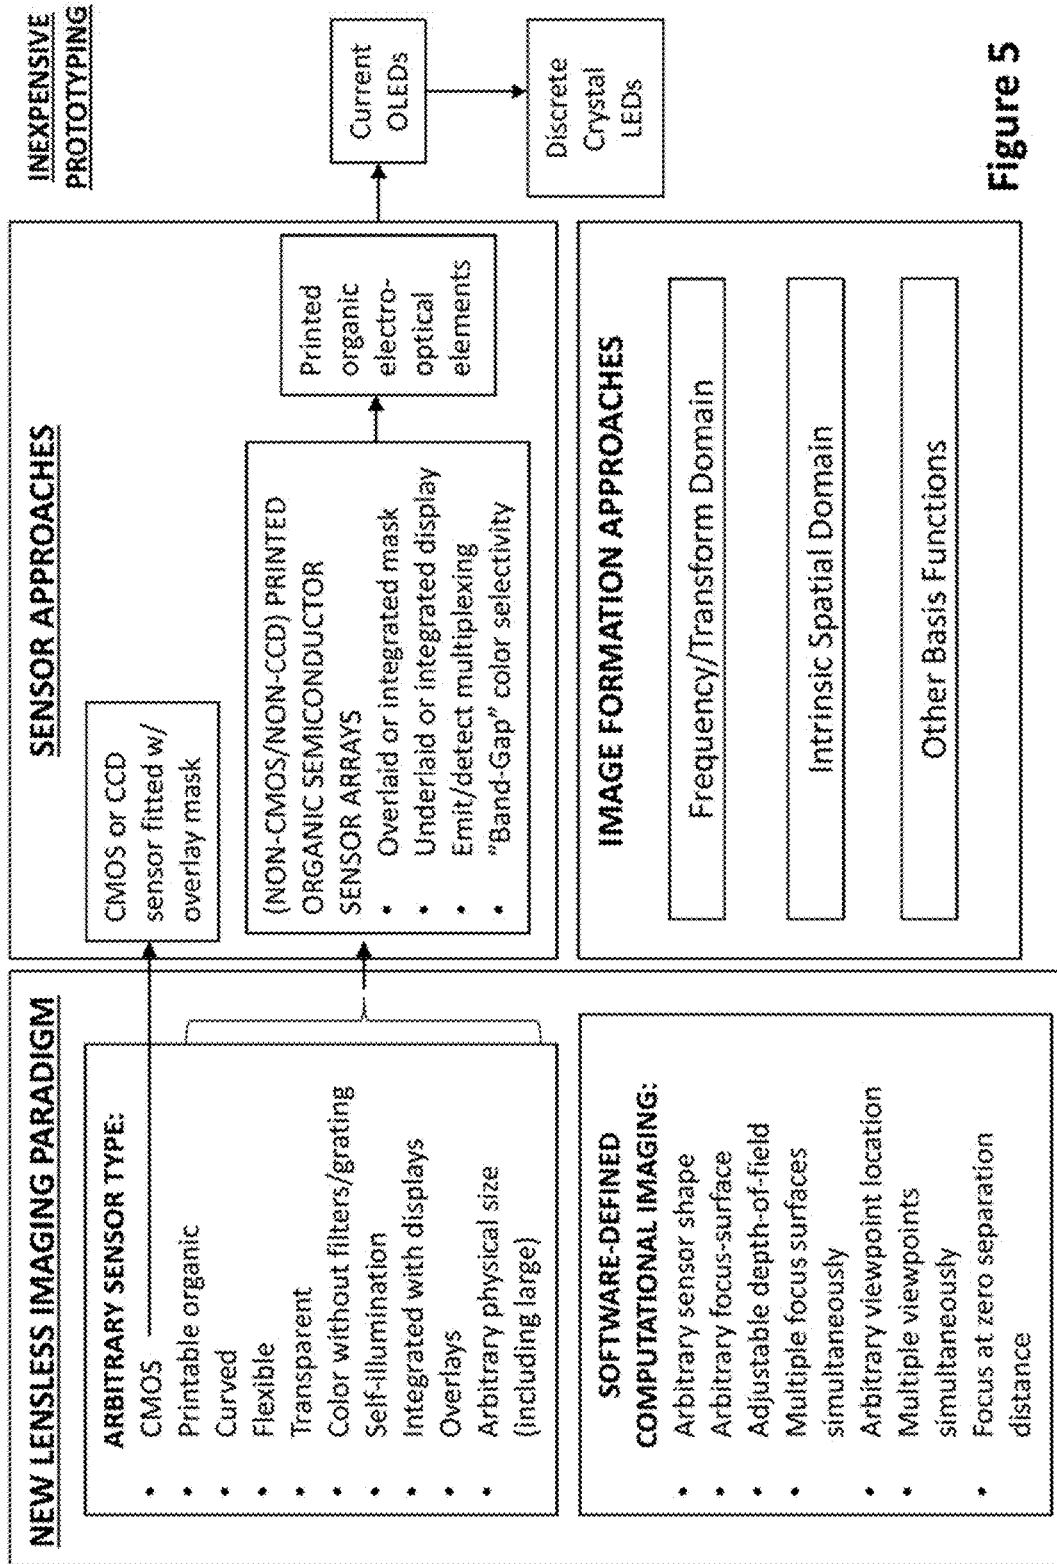 NEW LENSLESS IMAGING PARADIGM
ARBITRARY SENSOR TYPE:
• CMOS
• Printable organic
• Curved
• Flexible
• Transparent
• Color without filters/grating
• Self-illumination
• Integrated with displays
• Overlays
• Arbitrary physical size
(including large)
SOFTWARE-DEFINED
COMPUTATIONAL IMAGING:
• Arbitrary sensor shape
• Arbitrary focus-surface
• Adjustable depth-of-field
• Multiple focus surfaces
simultaneously
• Arbitrary viewpoint location
• Multiple viewpoints
simultaneously
• Focus at zero separation
distance
SENSOR APPROACHES
CMOS or CCD
sensor fitted w/
overlay mask
(NON-CMOS/NON-CCD) PRINTED
ORGANIC SEMICONDUCTOR
SENSOR ARRAYS
• Overlaid or integrated mask
• Underlaid or integrated display
• Emit/detect multiplexing
• "Band-Gap" color selectivity
Printed
organic
electro-
optical
elements
IMAGE FORMATION APPROACHES
Frequency/Transform Domain
Intrinsic Spatial Domain
Other Basis Functions
INEXPENSIVE
PROTOTYPING
Current
OLEDs
Discrete
Crystal
LEDs
Figure 5